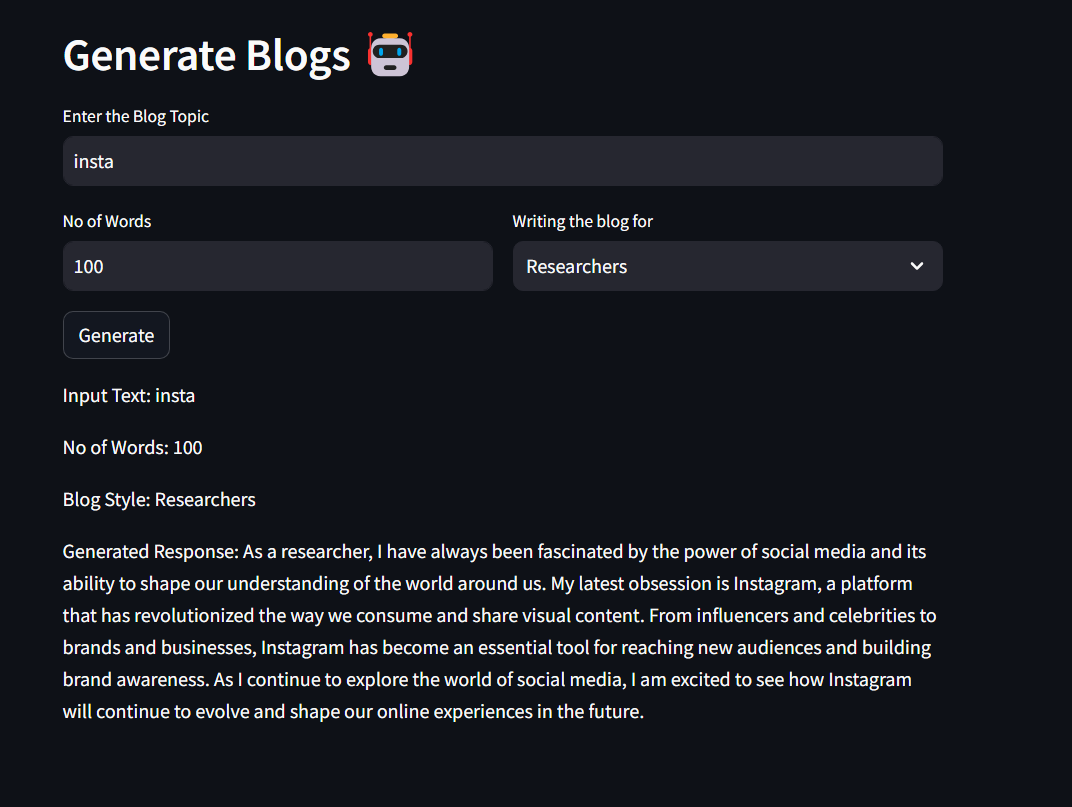 Generate Blogs 🤖
Enter the Blog Topic
insta
No of Words
Writing the blog for
100
Researchers
Generate
Input Text: insta
No of Words: 100
Blog Style: Researchers
Generated Response: As a researcher, I have always been fascinated by the power of social media and its
ability to shape our understanding of the world around us. My latest obsession is Instagram, a platform
that has revolutionized the way we consume and share visual content. From influencers and celebrities to
brands and businesses, Instagram has become an essential tool for reaching new audiences and building
brand awareness. As I continue to explore the world of social media, I am excited to see how Instagram
will continue to evolve and shape our online experiences in the future.